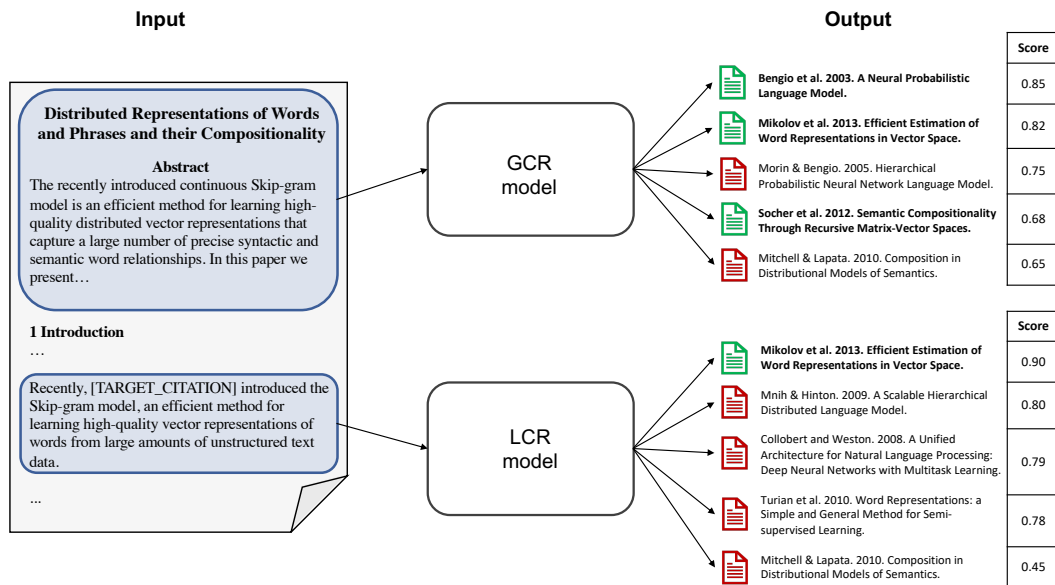 Input
Output
Distributed Representations of Words
and Phrases and their Compositionality
Abstract
The recently introduced continuous Skip-gram
model is an efficient method for learning high-
quality distributed vector representations that
capture a large number of precise syntactic and
semantic word relationships. In this paper we
present…
1 Introduction
…
Recently, [TARGET_CITATION] introduced the
Skip-gram model, an efficient method for
learning high-quality vector representations of
words from large amounts of unstructured text
data.
...
GCR
model
LCR
model
Bengio et al. 2003. A Neural Probabilistic
Language Model.
Mikolov et al. 2013. Efficient Estimation of
Word Representations in Vector Space.
Morin & Bengio. 2005. Hierarchical
Probabilistic Neural Network Language Model.
Socher et al. 2012. Semantic Compositionality
Through Recursive Matrix-Vector Spaces.
Mitchell & Lapata. 2010. Composition in
Distributional Models of Semantics.
Score
0.85
0.82
0.75
0.68
0.65
Mikolov et al. 2013. Efficient Estimation of
Word Representations in Vector Space.
Mnih & Hinton. 2009. A Scalable Hierarchical
Distributed Language Model.
Collobert and Weston. 2008. A Unified
Architecture for Natural Language Processing:
Deep Neural Networks with Multitask Learning.
Turian et al. 2010. Word Representations: a
Simple and General Method for Semi-
supervised Learning.
Mitchell & Lapata. 2010. Composition in
Distributional Models of Semantics.
Score
0.90
0.80
0.79
0.78
0.45